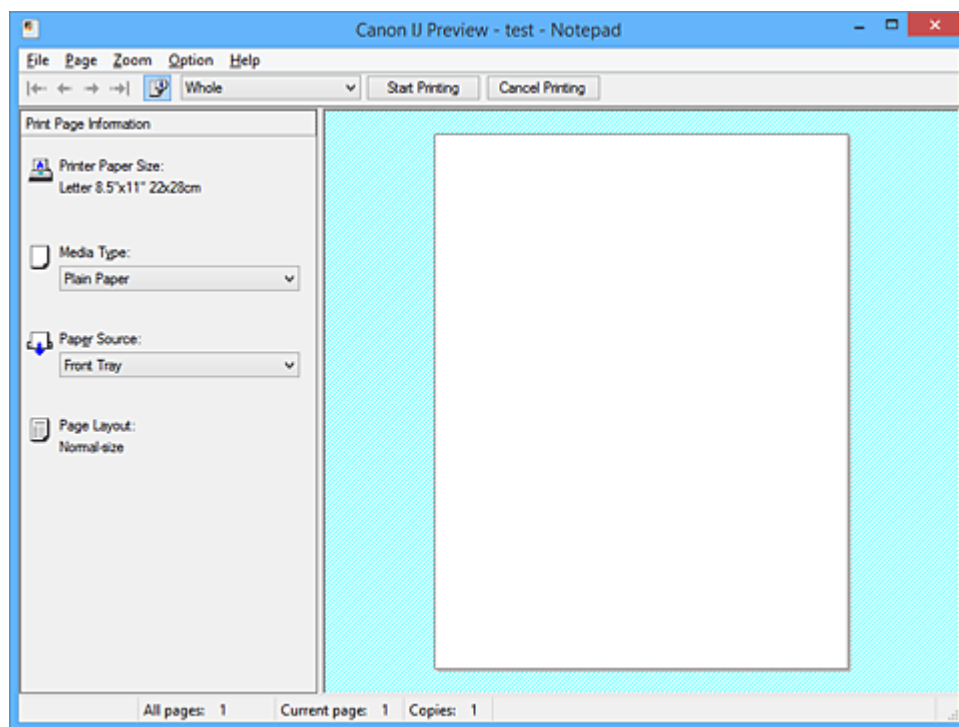 Canon IJ Preview - test - Notepad
File Page Zoom Option Help
Whole Start Printing Cancel Printing
Print Page Information
Printer Paper Size:
Letter 8.5"x11" 22x28cm
Media Type:
Plain Paper
Paper Source:
Front Tray
Page Layout:
Normal-size
All pages: 1 Current page: 1 Copies: 1